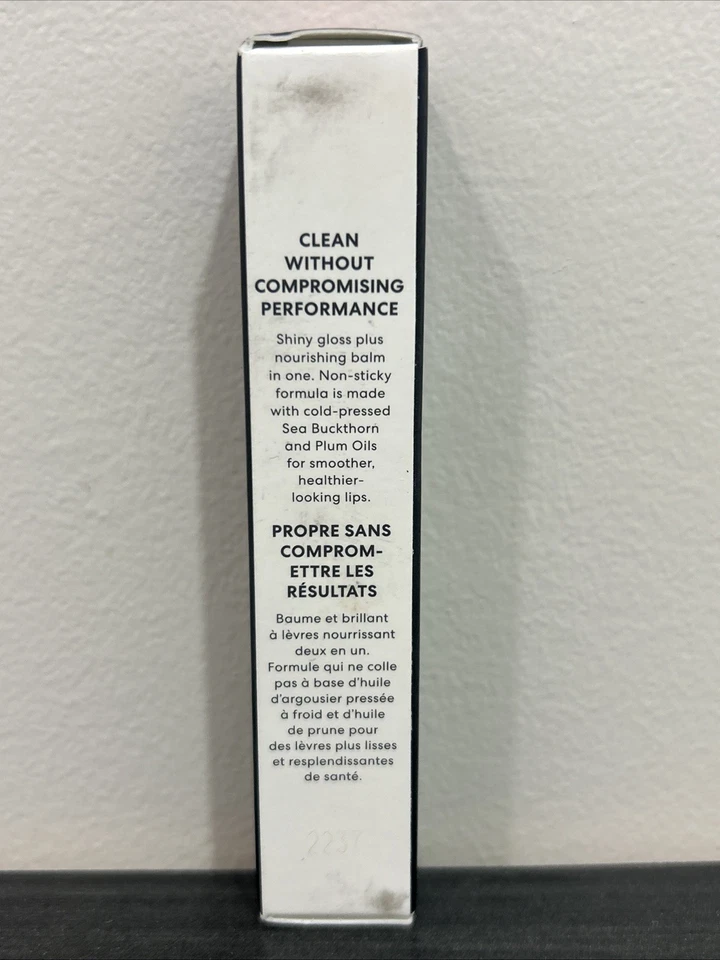 CLEAN
WITHOUT
COMPROMISING
PERFORMANCE
Shiny gloss plus
nourishing balm
in one. Non-sticky
formula is made
with cold-pressed
Sea Buckthorn
and Plum Oils
for smoother,
healthier-
looking lips.
PROPRE SANS
COMPROM-
ETTRE LES
RÉSULTATS
Baume et brillant
à lèvres nourrissant
deux en un.
Formule qui ne colle
pas à base d'huile
d'argousier pressée
à froid et d'huile
de prune pour
des lèvres plus lisses
et resplendissantes
de santé.